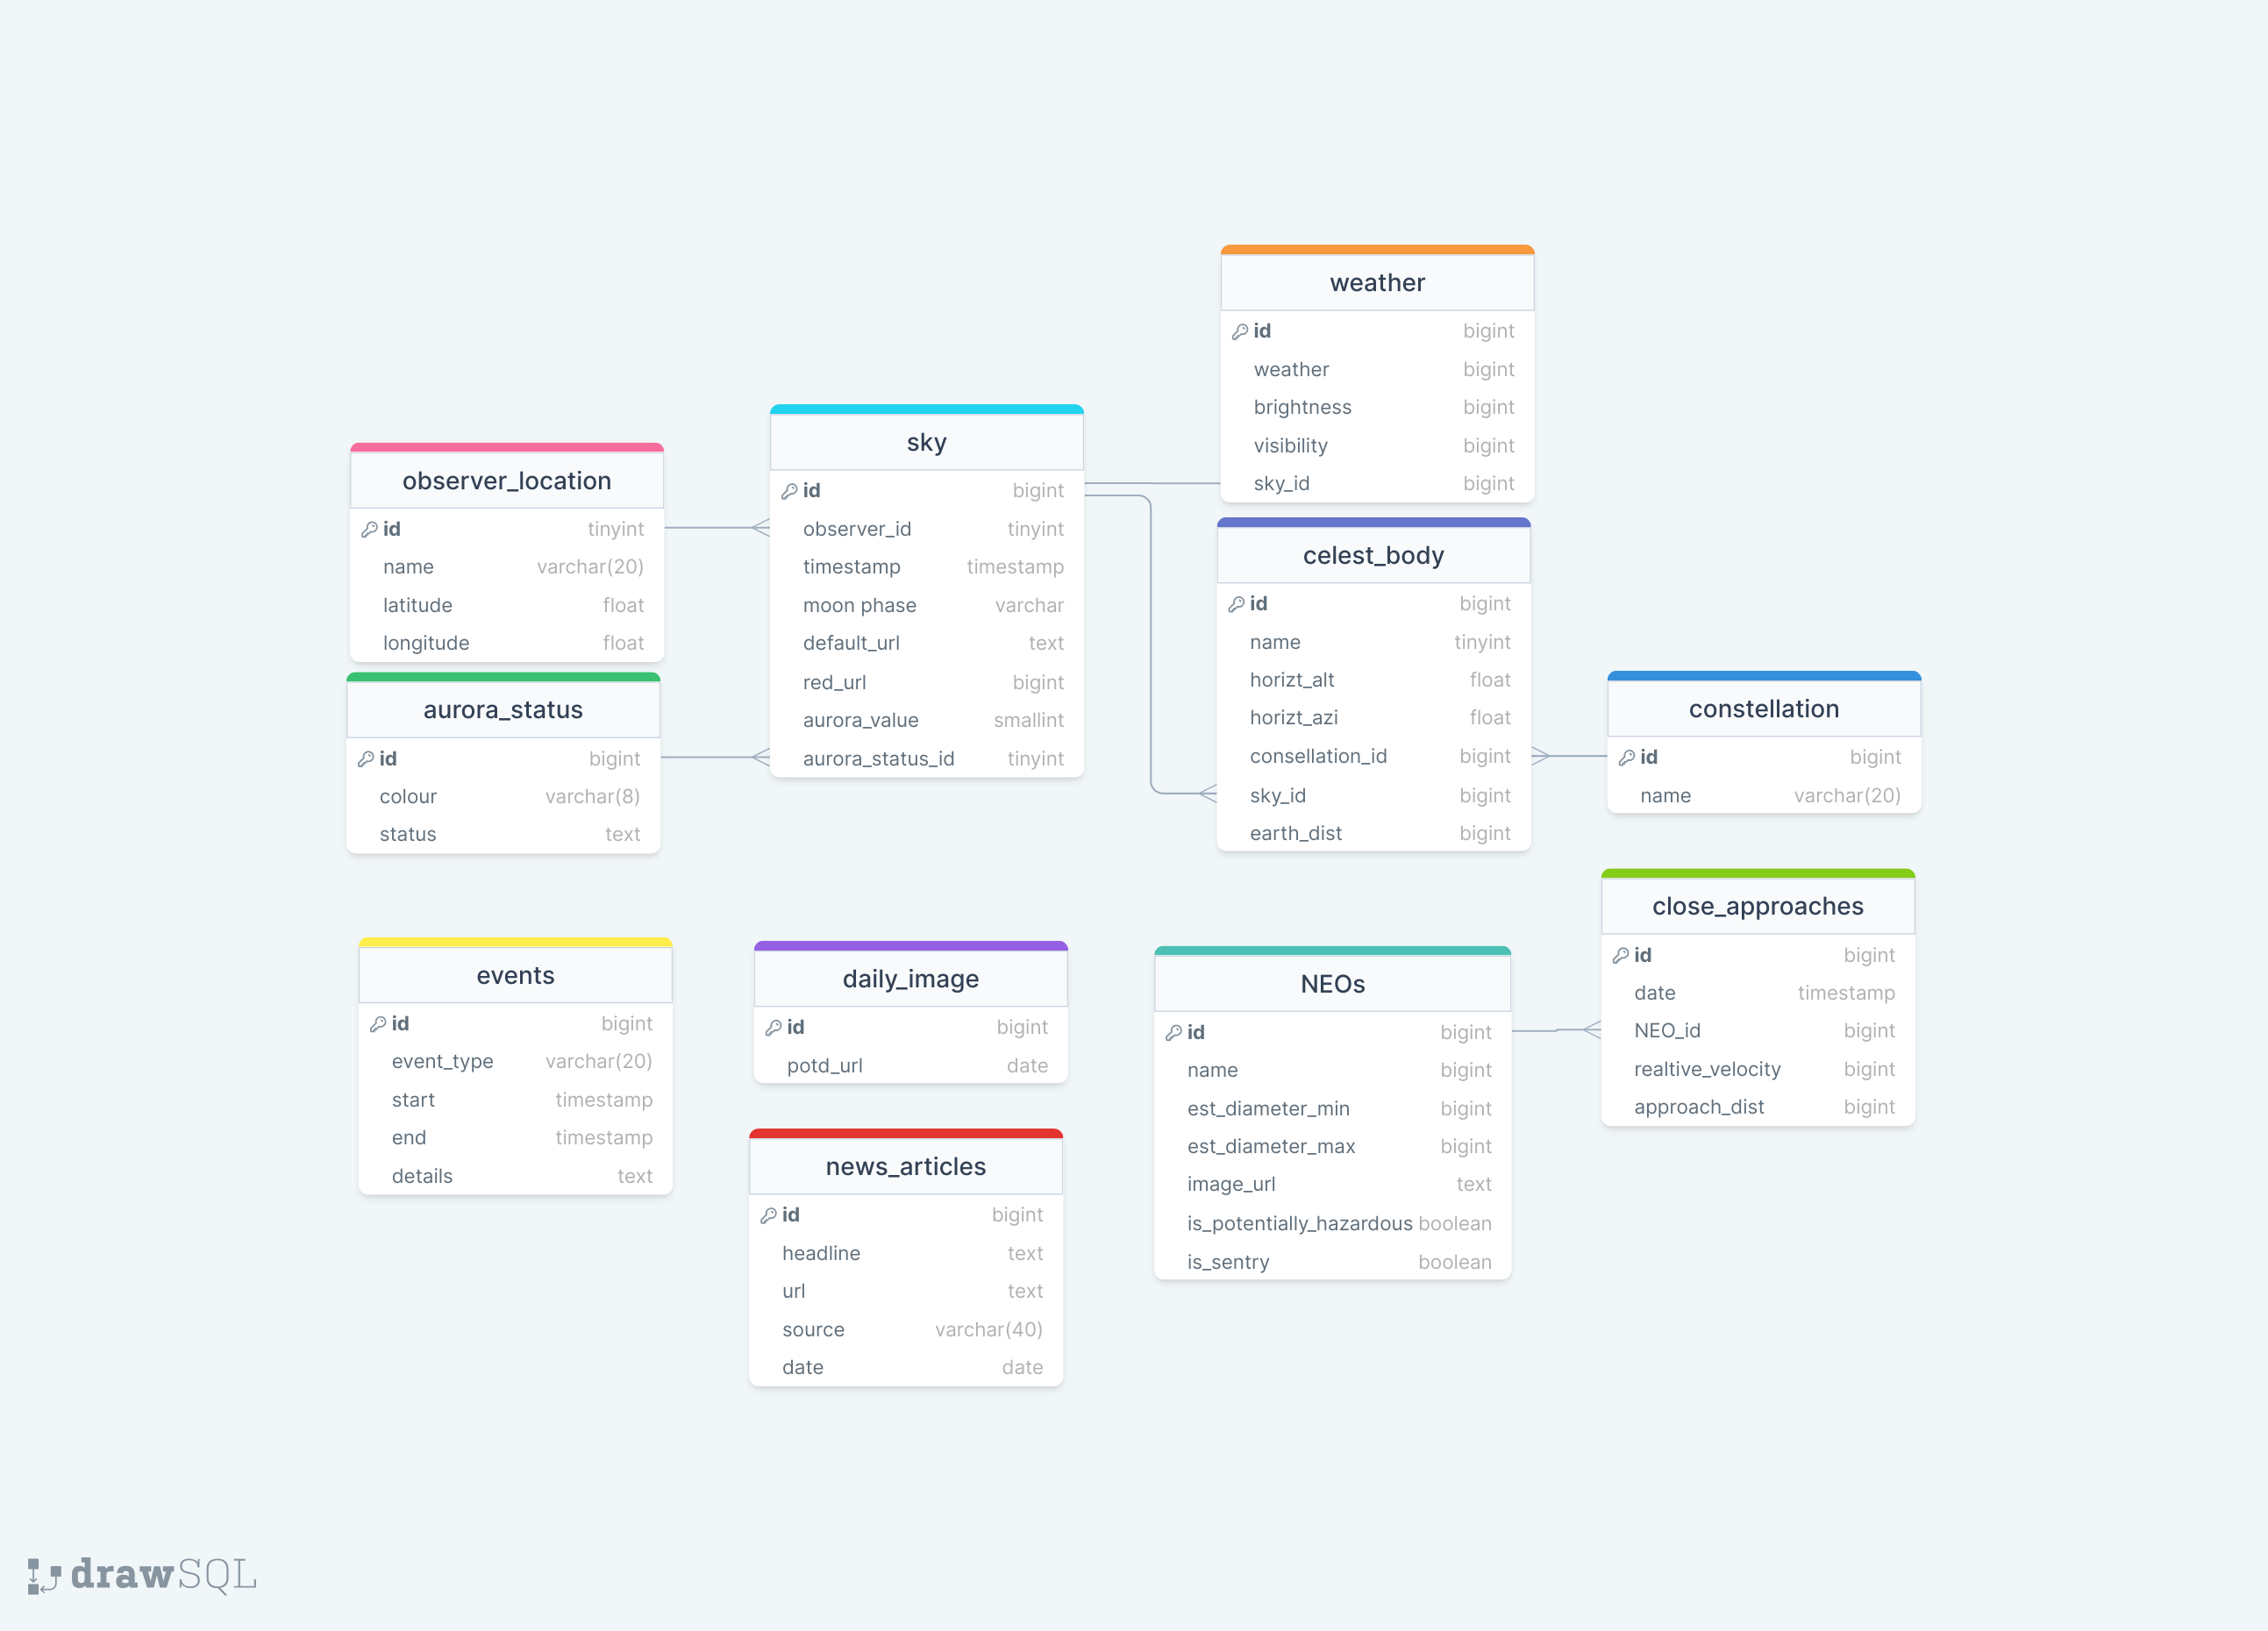 weather
id bigint
weather bigint
brightness bigint
visibility bigint
sky_id bigint
sky
id bigint
observer_id tinyint
timestamp timestamp
moon phase varchar
default_url text
red_url bigint
aurora_value smallint
aurora_status_id tinyint
observer_location
id tinyint
name varchar(20)
latitude float
longitude float
celest_body
id bigint
name tinyint
horizt_alt float
horizt_azi float
consellation_id bigint
sky_id bigint
earth_dist bigint
aurora_status
id bigint
colour varchar(8)
status text
constellation
id bigint
name varchar(20)
close_approaches
id bigint
date timestamp
NEO_id bigint
realtive_velocity bigint
approach_dist bigint
events
id bigint
event_type varchar(20)
start timestamp
end timestamp
details text
daily_image
id bigint
potd_url date
NEOs
id bigint
name bigint
est_diameter_min bigint
est_diameter_max bigint
image_url text
is_potentially_hazardous boolean
is_sentry boolean
news_articles
id bigint
headline text
url text
source varchar(40)
date date
drawSQL